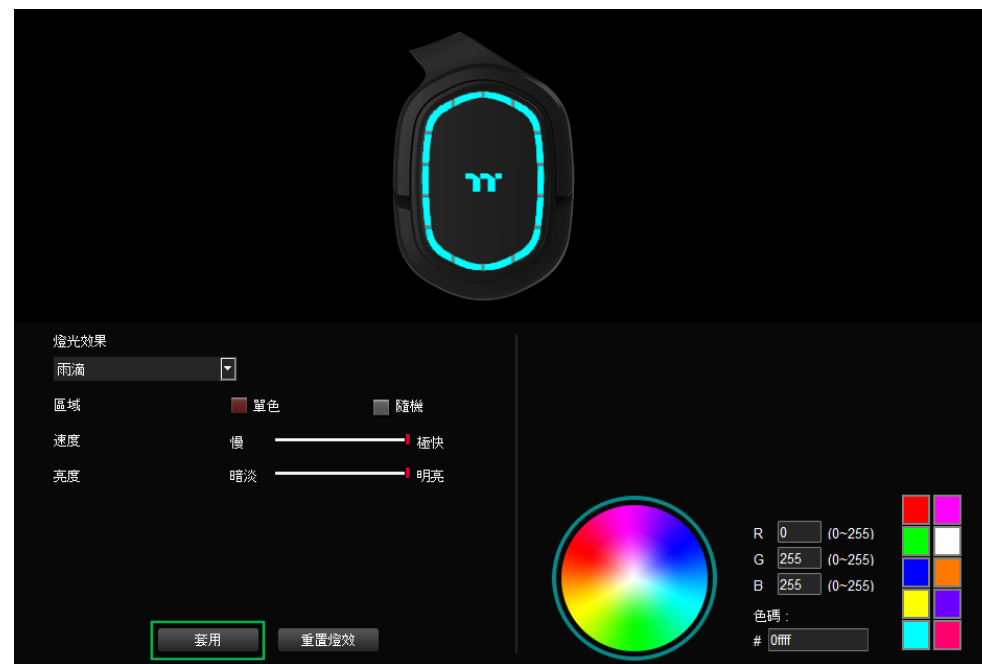 燈光效果
雨滴
區域 單色 隨機
速度 慢 極快
亮度 暗淡 明亮
套用 重置燈效
R 0 (0~255)
G 255 (0~255)
B 255 (0~255)
色碼 :
# 0ffff